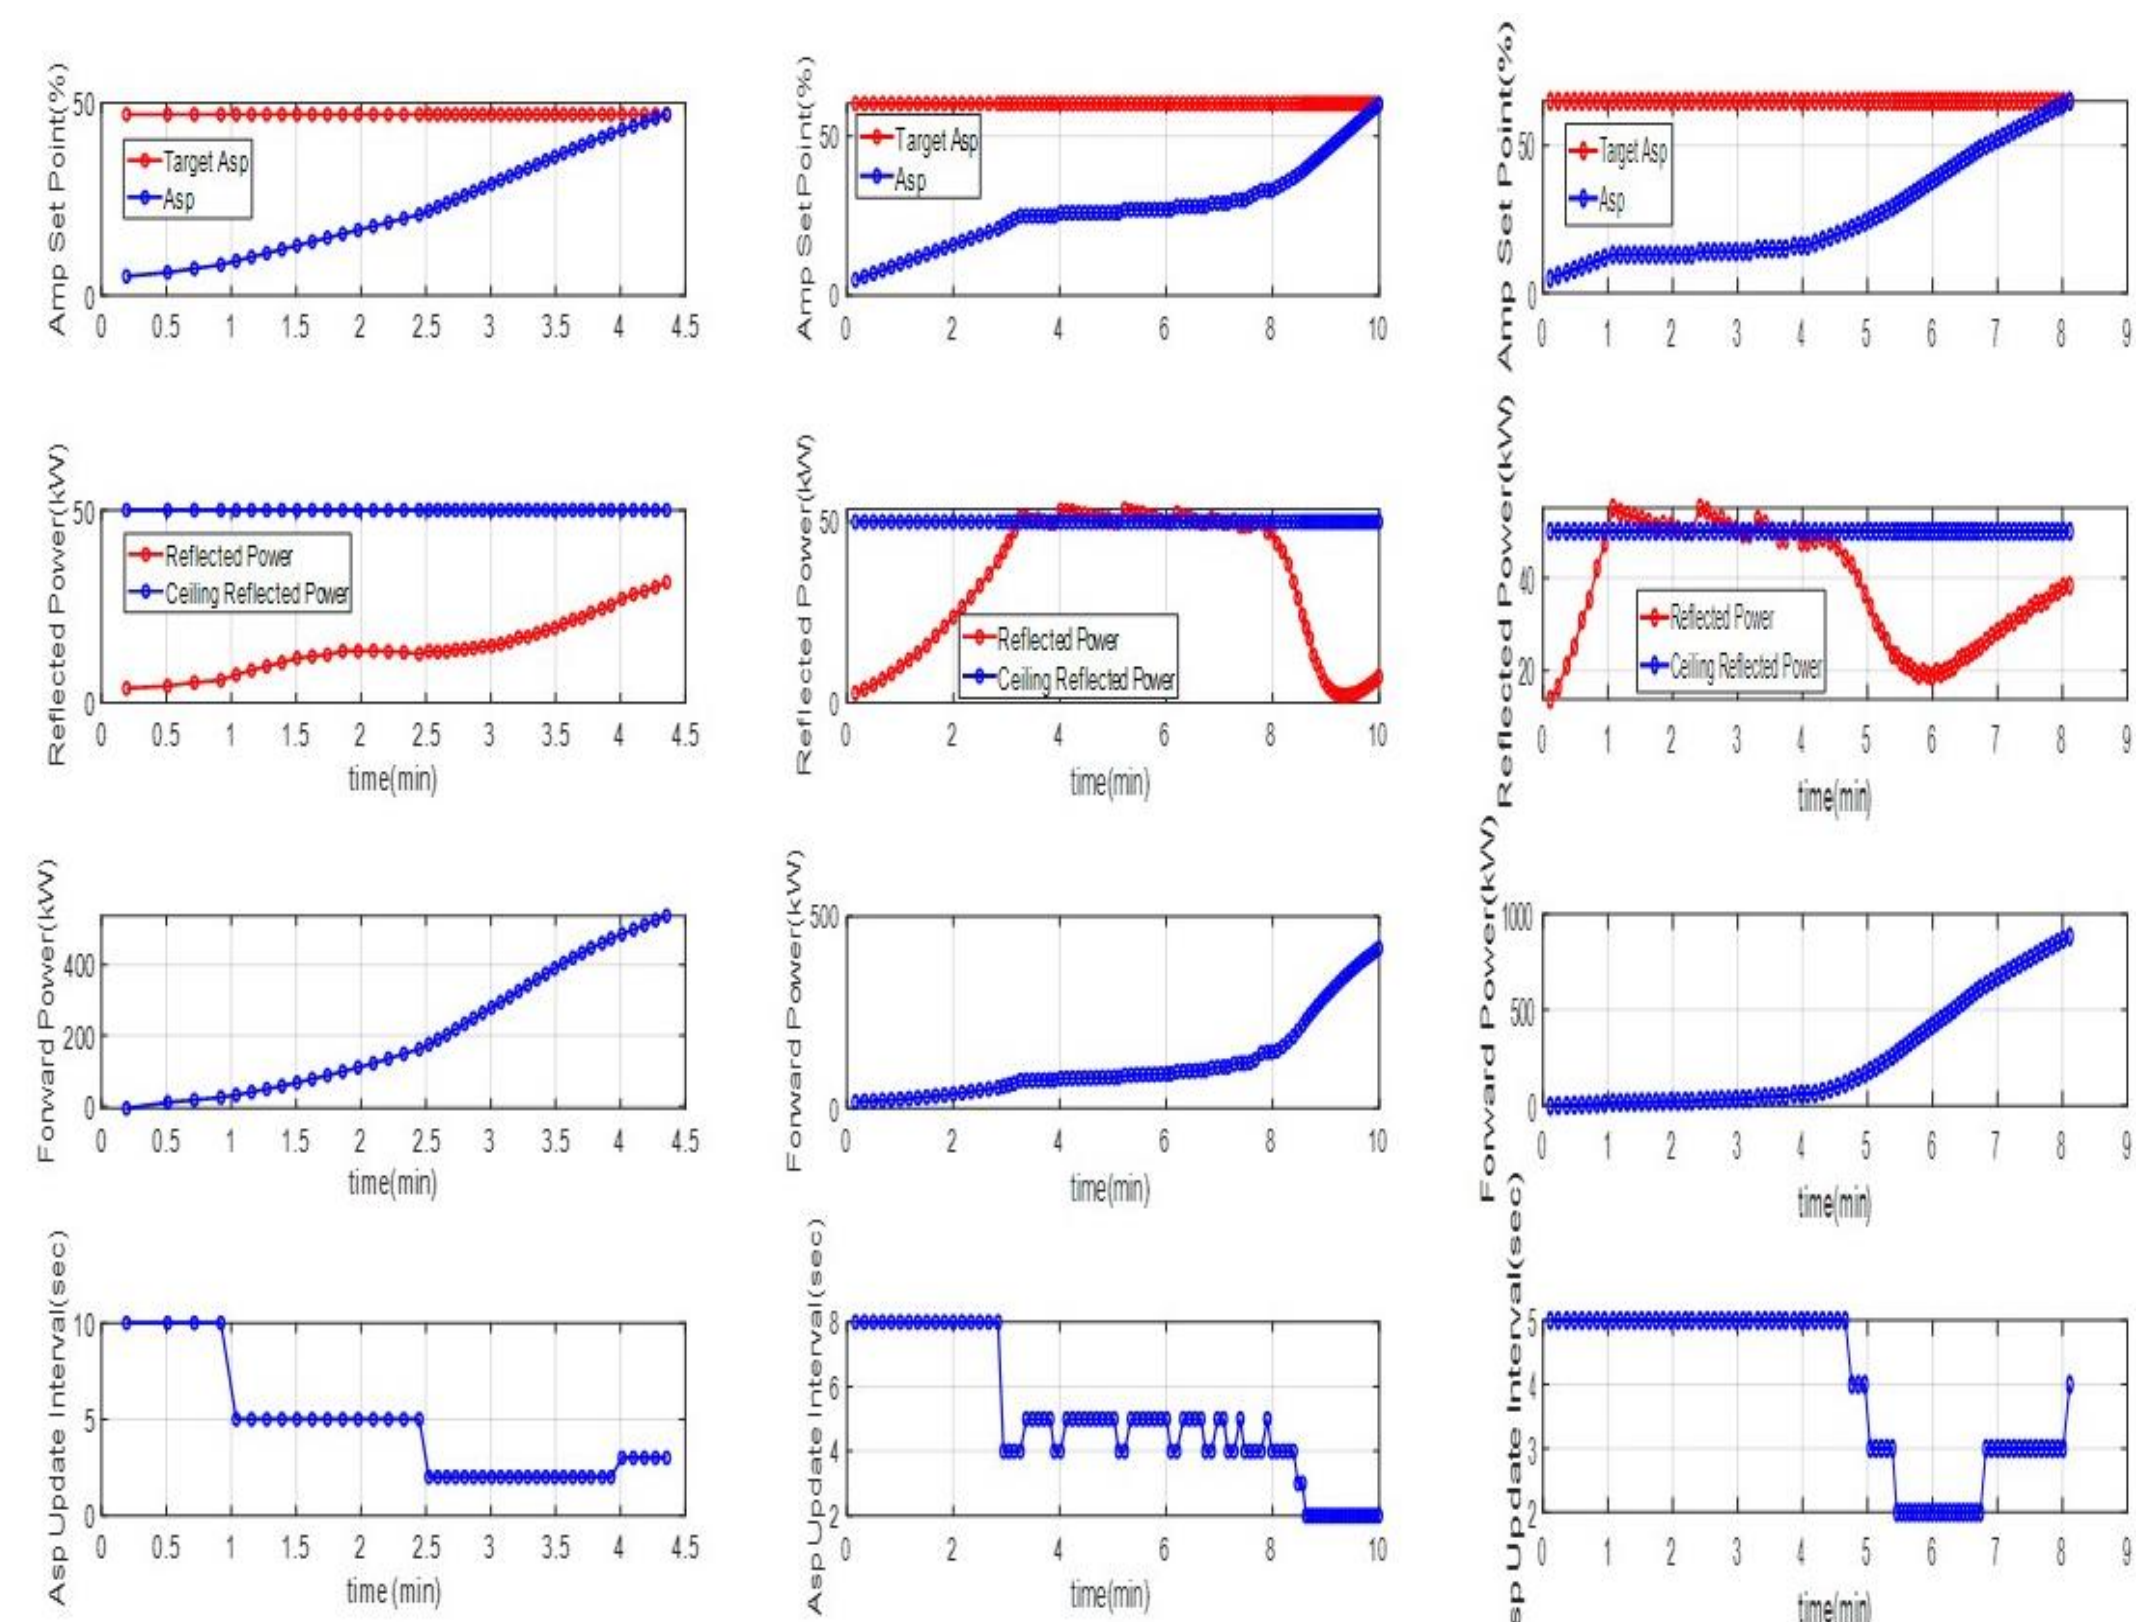 Amp Set Point(%)
50
0
Target Asp
Asp
0 0.5 1 1.5 2 2.5 3 3.5 4 4.5
Amp Set Point(%)
50
0
Target Asp
Asp
0 2 4 6 8 10
Amp Set Point(%)
50
0
Target Asp
Asp
0 1 2 3 4 5 6 7 8 9
Reflected Power(kW)
50
0
Reflected Power
Ceiling Reflected Power
0 0.5 1 1.5 2 2.5 3 3.5 4 4.5
time(min)
Reflected Power(kW)
50
0
Reflected Power
Ceiling Reflected Power
0 2 4 6 8 10
time(min)
Reflected Power(kW)
40
20
Reflected Power
Ceiling Reflected Power
0 1 2 3 4 5 6 7 8 9
time(min)
Forward Power(kW)
400
200
0
0 0.5 1 1.5 2 2.5 3 3.5 4 4.5
time(min)
Forward Power(kW)
500
0
0 2 4 6 8 10
time(min)
Forward Power(kW)
1000
500
0
0 1 2 3 4 5 6 7 8 9
time(min)
Asp Update Interval(sec)
10
5
0
0 0.5 1 1.5 2 2.5 3 3.5 4 4.5
time (min)
Asp Update Interval(sec)
8
6
4
2
0 2 4 6 8 10
time(min)
sp Update Interval(sec)
5
4
3
2
0 1 2 3 4 5 6 7 8 9
time(min)